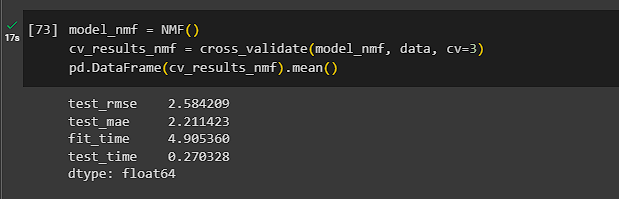 [73] model_nmf = NMF()
17s
cv_results_nmf = cross_validate(model_nmf, data, cv=3)
pd.DataFrame(cv_results_nmf).mean()
test_rmse 2.584209
test_mae 2.211423
fit_time 4.905360
test_time 0.270328
dtype: float64